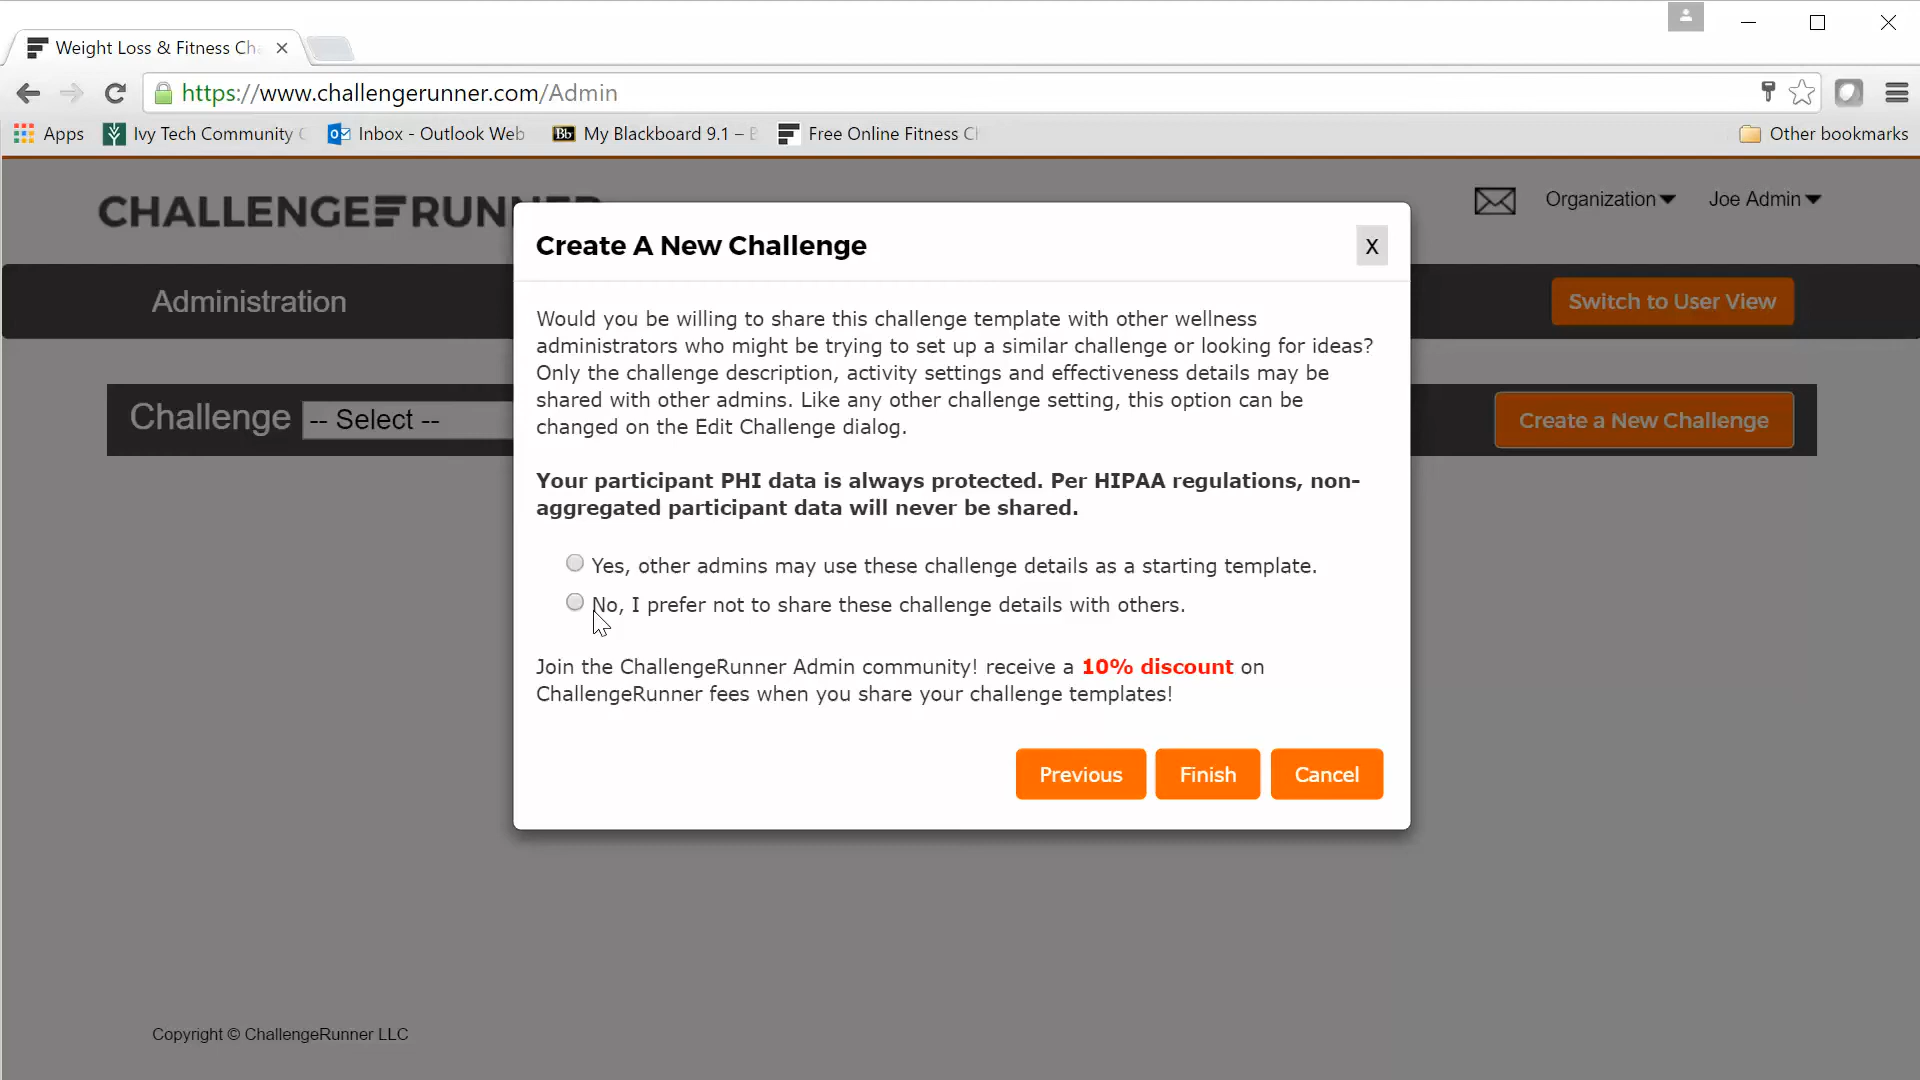 Weight Loss & Fitness Ch
https://www.challengerunner.com/Admin
Apps Ivy Tech Community C Inbox - Outlook Web Bb My Blackboard 9.1 – B Free Online Fitness Ch Other bookmarks
CHALLENGE RUNNER
Organization Joe Admin
Administration
Switch to User View
Challenge -- Select --
Create a New Challenge
Create A New Challenge X
Would you be willing to share this challenge template with other wellness
administrators who might be trying to set up a similar challenge or looking for ideas?
Only the challenge description, activity settings and effectiveness details may be
shared with other admins. Like any other challenge setting, this option can be
changed on the Edit Challenge dialog.
Your participant PHI data is always protected. Per HIPAA regulations, non-
aggregated participant data will never be shared.
Yes, other admins may use these challenge details as a starting template.
No, I prefer not to share these challenge details with others.
Join the ChallengeRunner Admin community! receive a 10% discount on
ChallengeRunner fees when you share your challenge templates!
Previous Finish Cancel
Copyright © ChallengeRunner LLC